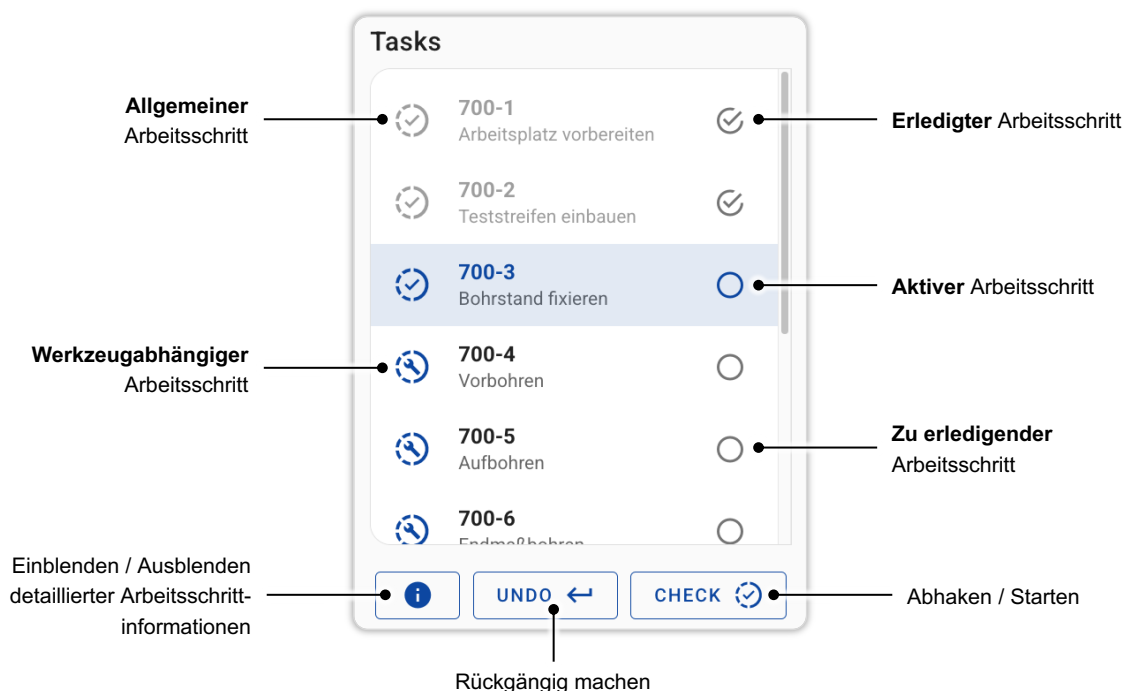 Tasks
Allgemeiner
Arbeitsschritt
700-1
Arbeitsplatz vorbereiten
Erledigter Arbeitsschritt
700-2
Teststreifen einbauen
700-3
Bohrstand fixieren
Aktiver Arbeitsschritt
Werkzeugabhängiger
Arbeitsschritt
700-4
Vorbohren
700-5
Aufbohren
Zu erledigender
Arbeitsschritt
700-6
Endmaßbohren
Einblenden / Ausblenden
detaillierter Arbeitsschritt-
informationen
UNDO
CHECK
Abhaken / Starten
Rückgängig machen